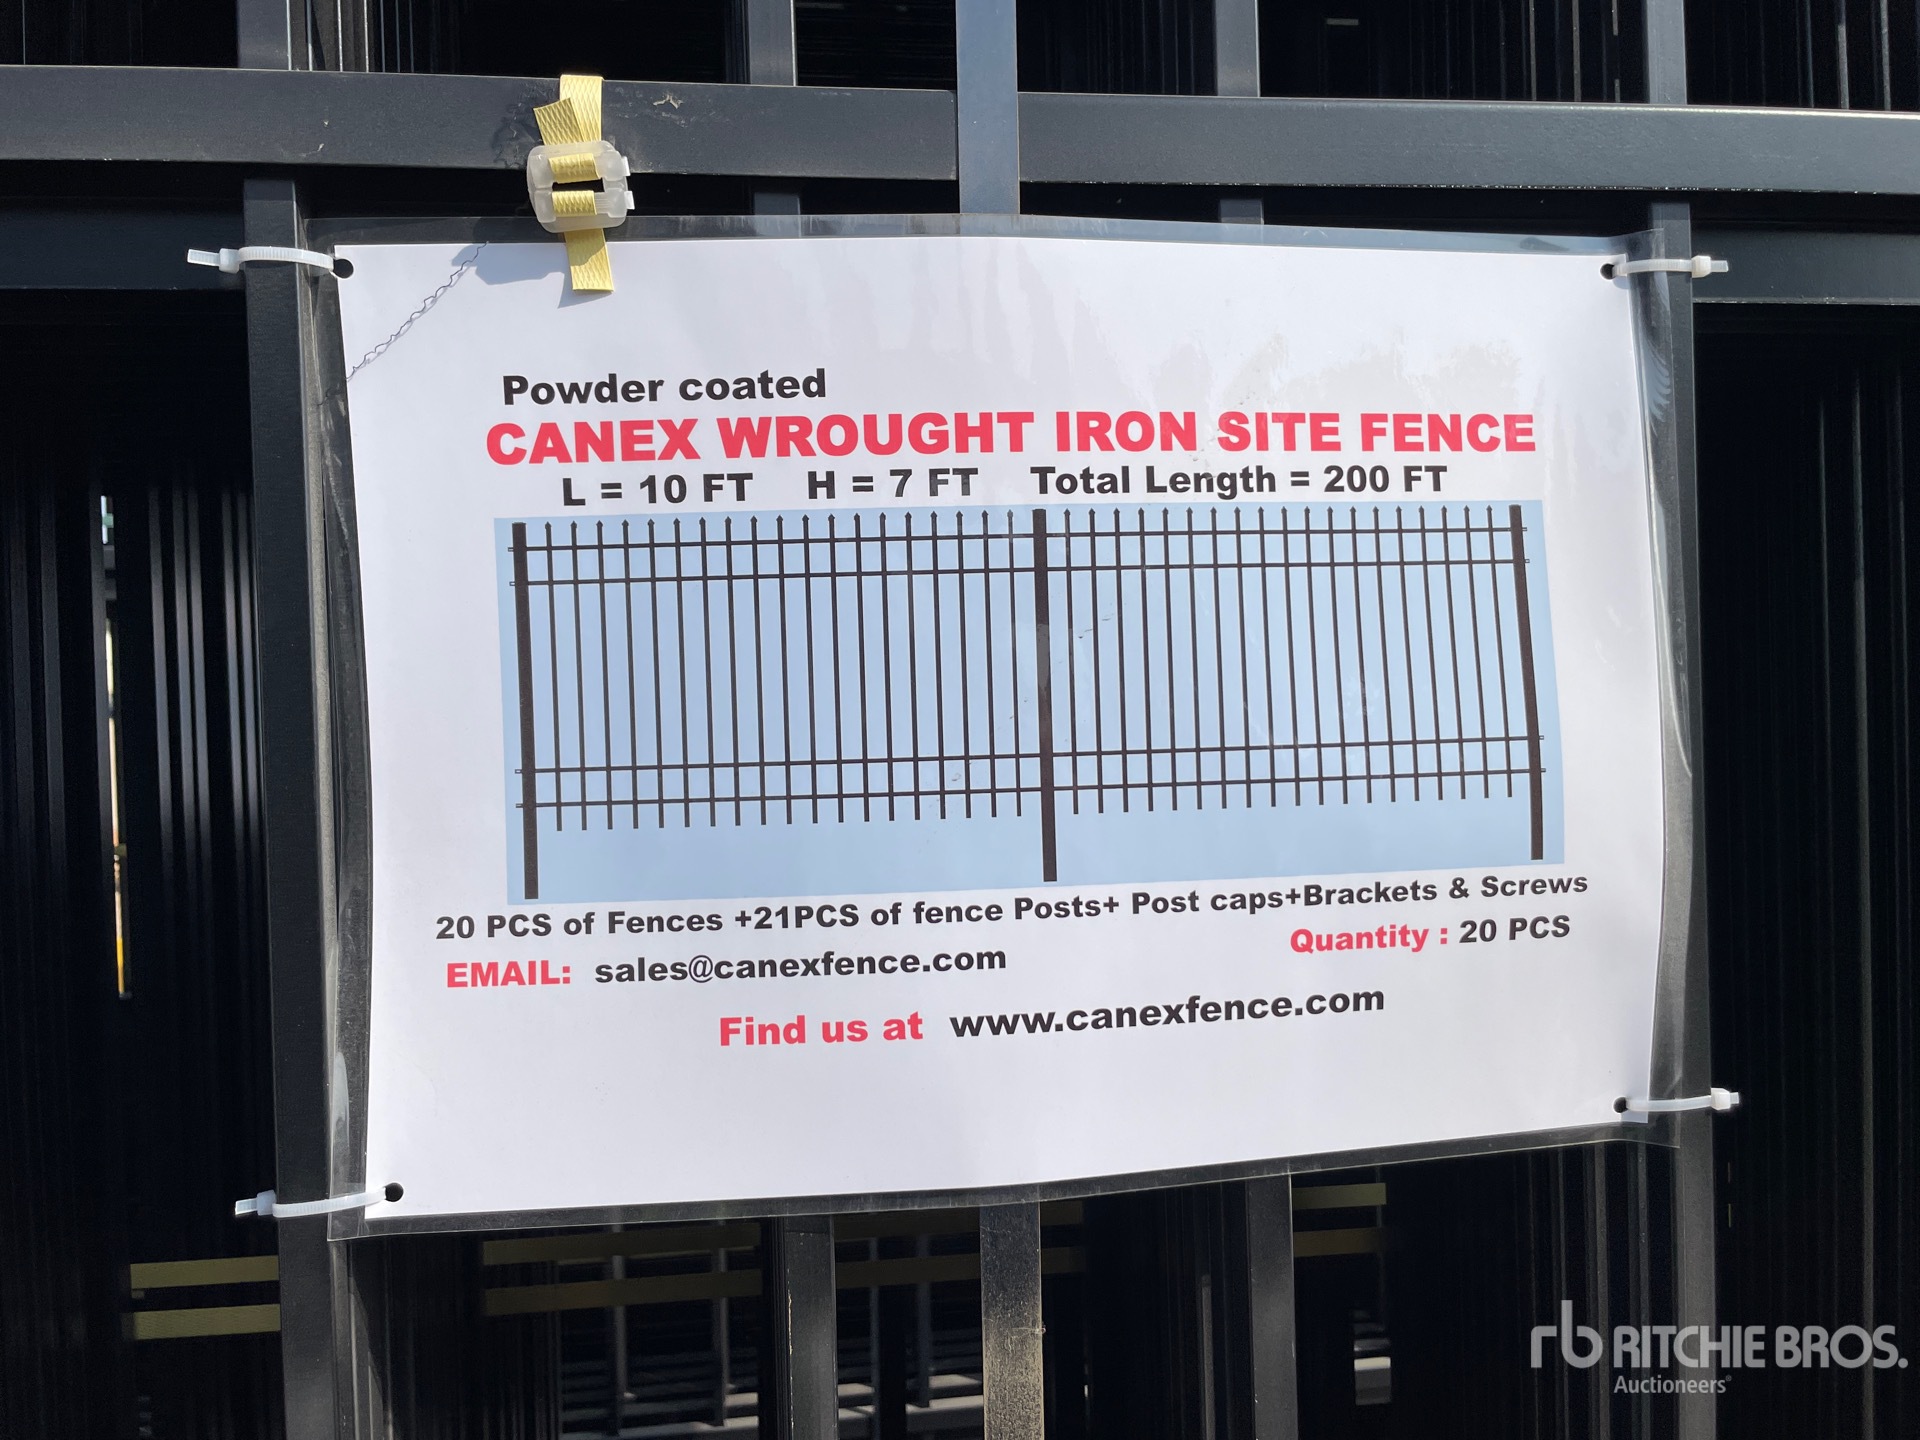 Powder coated
CANEX WROUGHT IRON SITE FENCE
L = 10 FT H = 7 FT Total Length = 200 FT
20 PCS of Fences +21PCS of fence Posts+ Post caps+Brackets & Screws
Quantity : 20 PCS
EMAIL: sales@canexfence.com
Find us at www.canexfence.com
rb RITCHIE BROS.
Auctioneers®